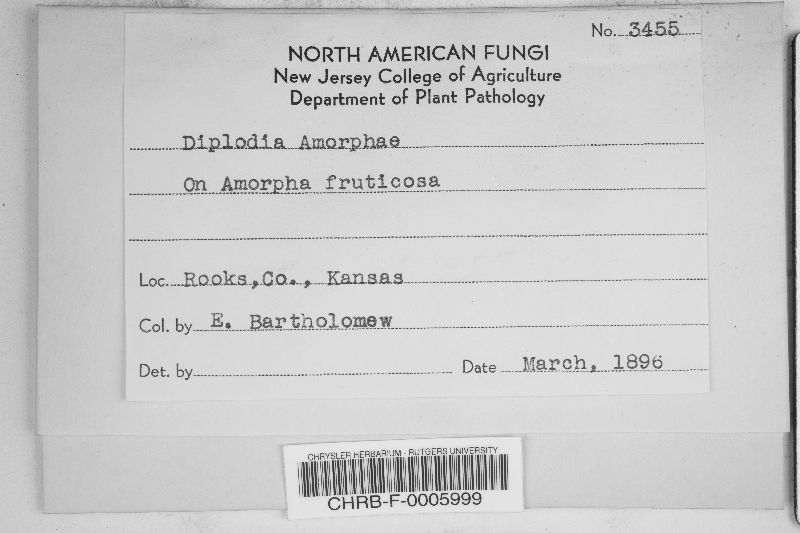 No. 3455
NORTH AMERICAN FUNGI
New Jersey College of Agriculture
Department of Plant Pathology
Diplodia Amorphae
On Amorpha fruticosa
Loc. Rooks,Co., Kansas
Col. by E. Bartholomew
Det. by Date March, 1896
CHRYSLER HERBARIUM - RUTGERS UNIVERSITY
CHRB-F-0005999